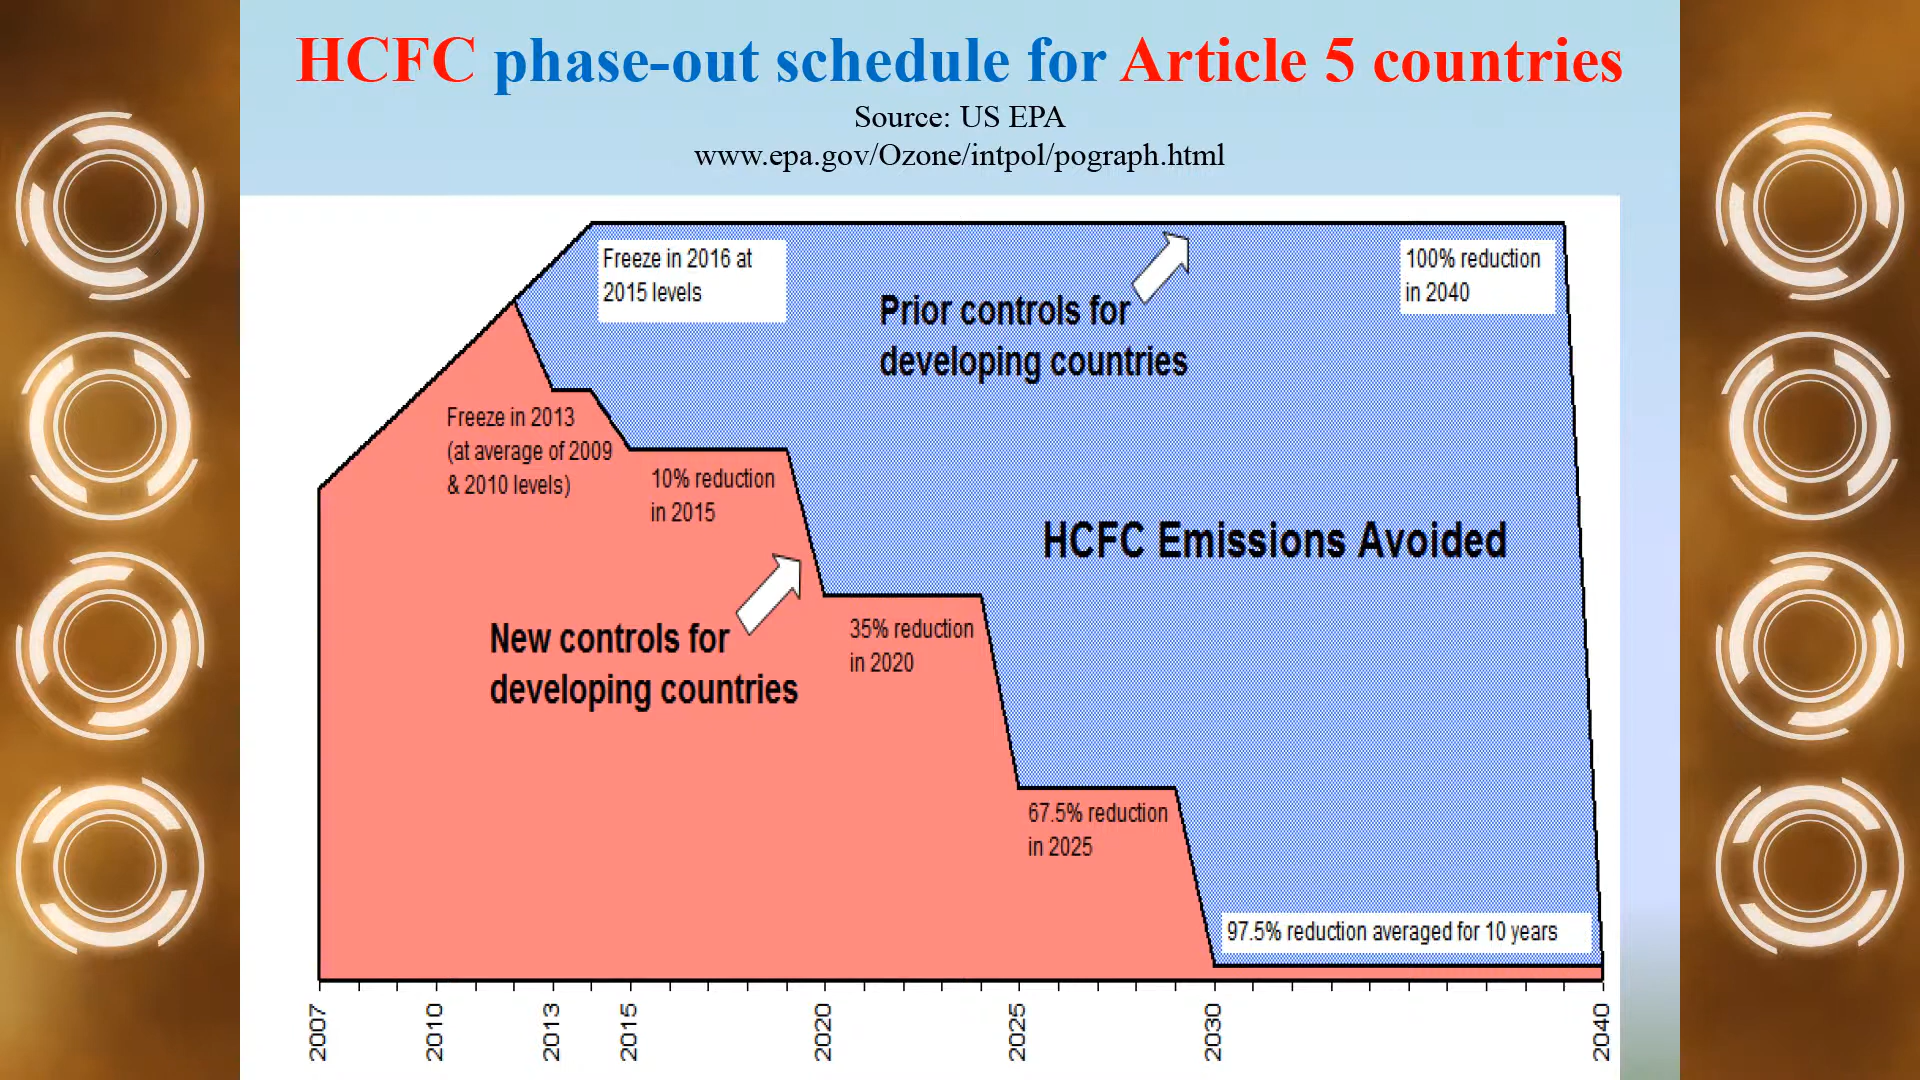 HCFC phase-out schedule for Article 5 countries
Source: US EPA
www.epa.gov/Ozone/intpol/pograph.html
Freeze in 2016 at
2015 levels
Prior controls for
developing countries
100% reduction
in 2040
Freeze in 2013
(at average of 2009
& 2010 levels)
10% reduction
in 2015
HCFC Emissions Avoided
New controls for
developing countries
35% reduction
in 2020
67.5% reduction
in 2025
97.5% reduction averaged for 10 years
2007
2010
2013
2015
2020
2025
2030
2040